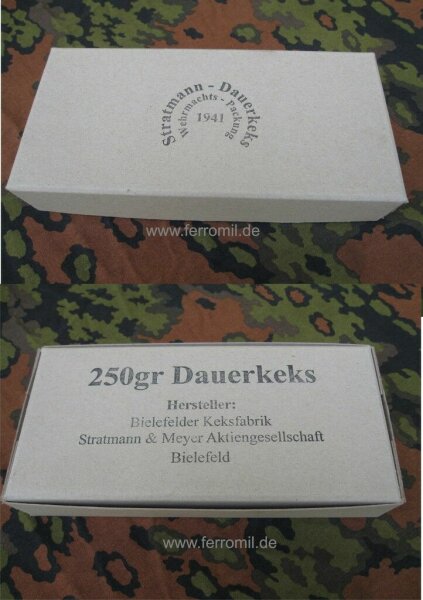 Stratmann - Dauerkeks
Wehrmachts - Packung
1941
www.ferromil.de
250gr Dauerkeks
Hersteller:
Bielefelder Keksfabrik
Stratmann & Meyer Aktiengesellschaft
Bielefeld
www.ferromil.de